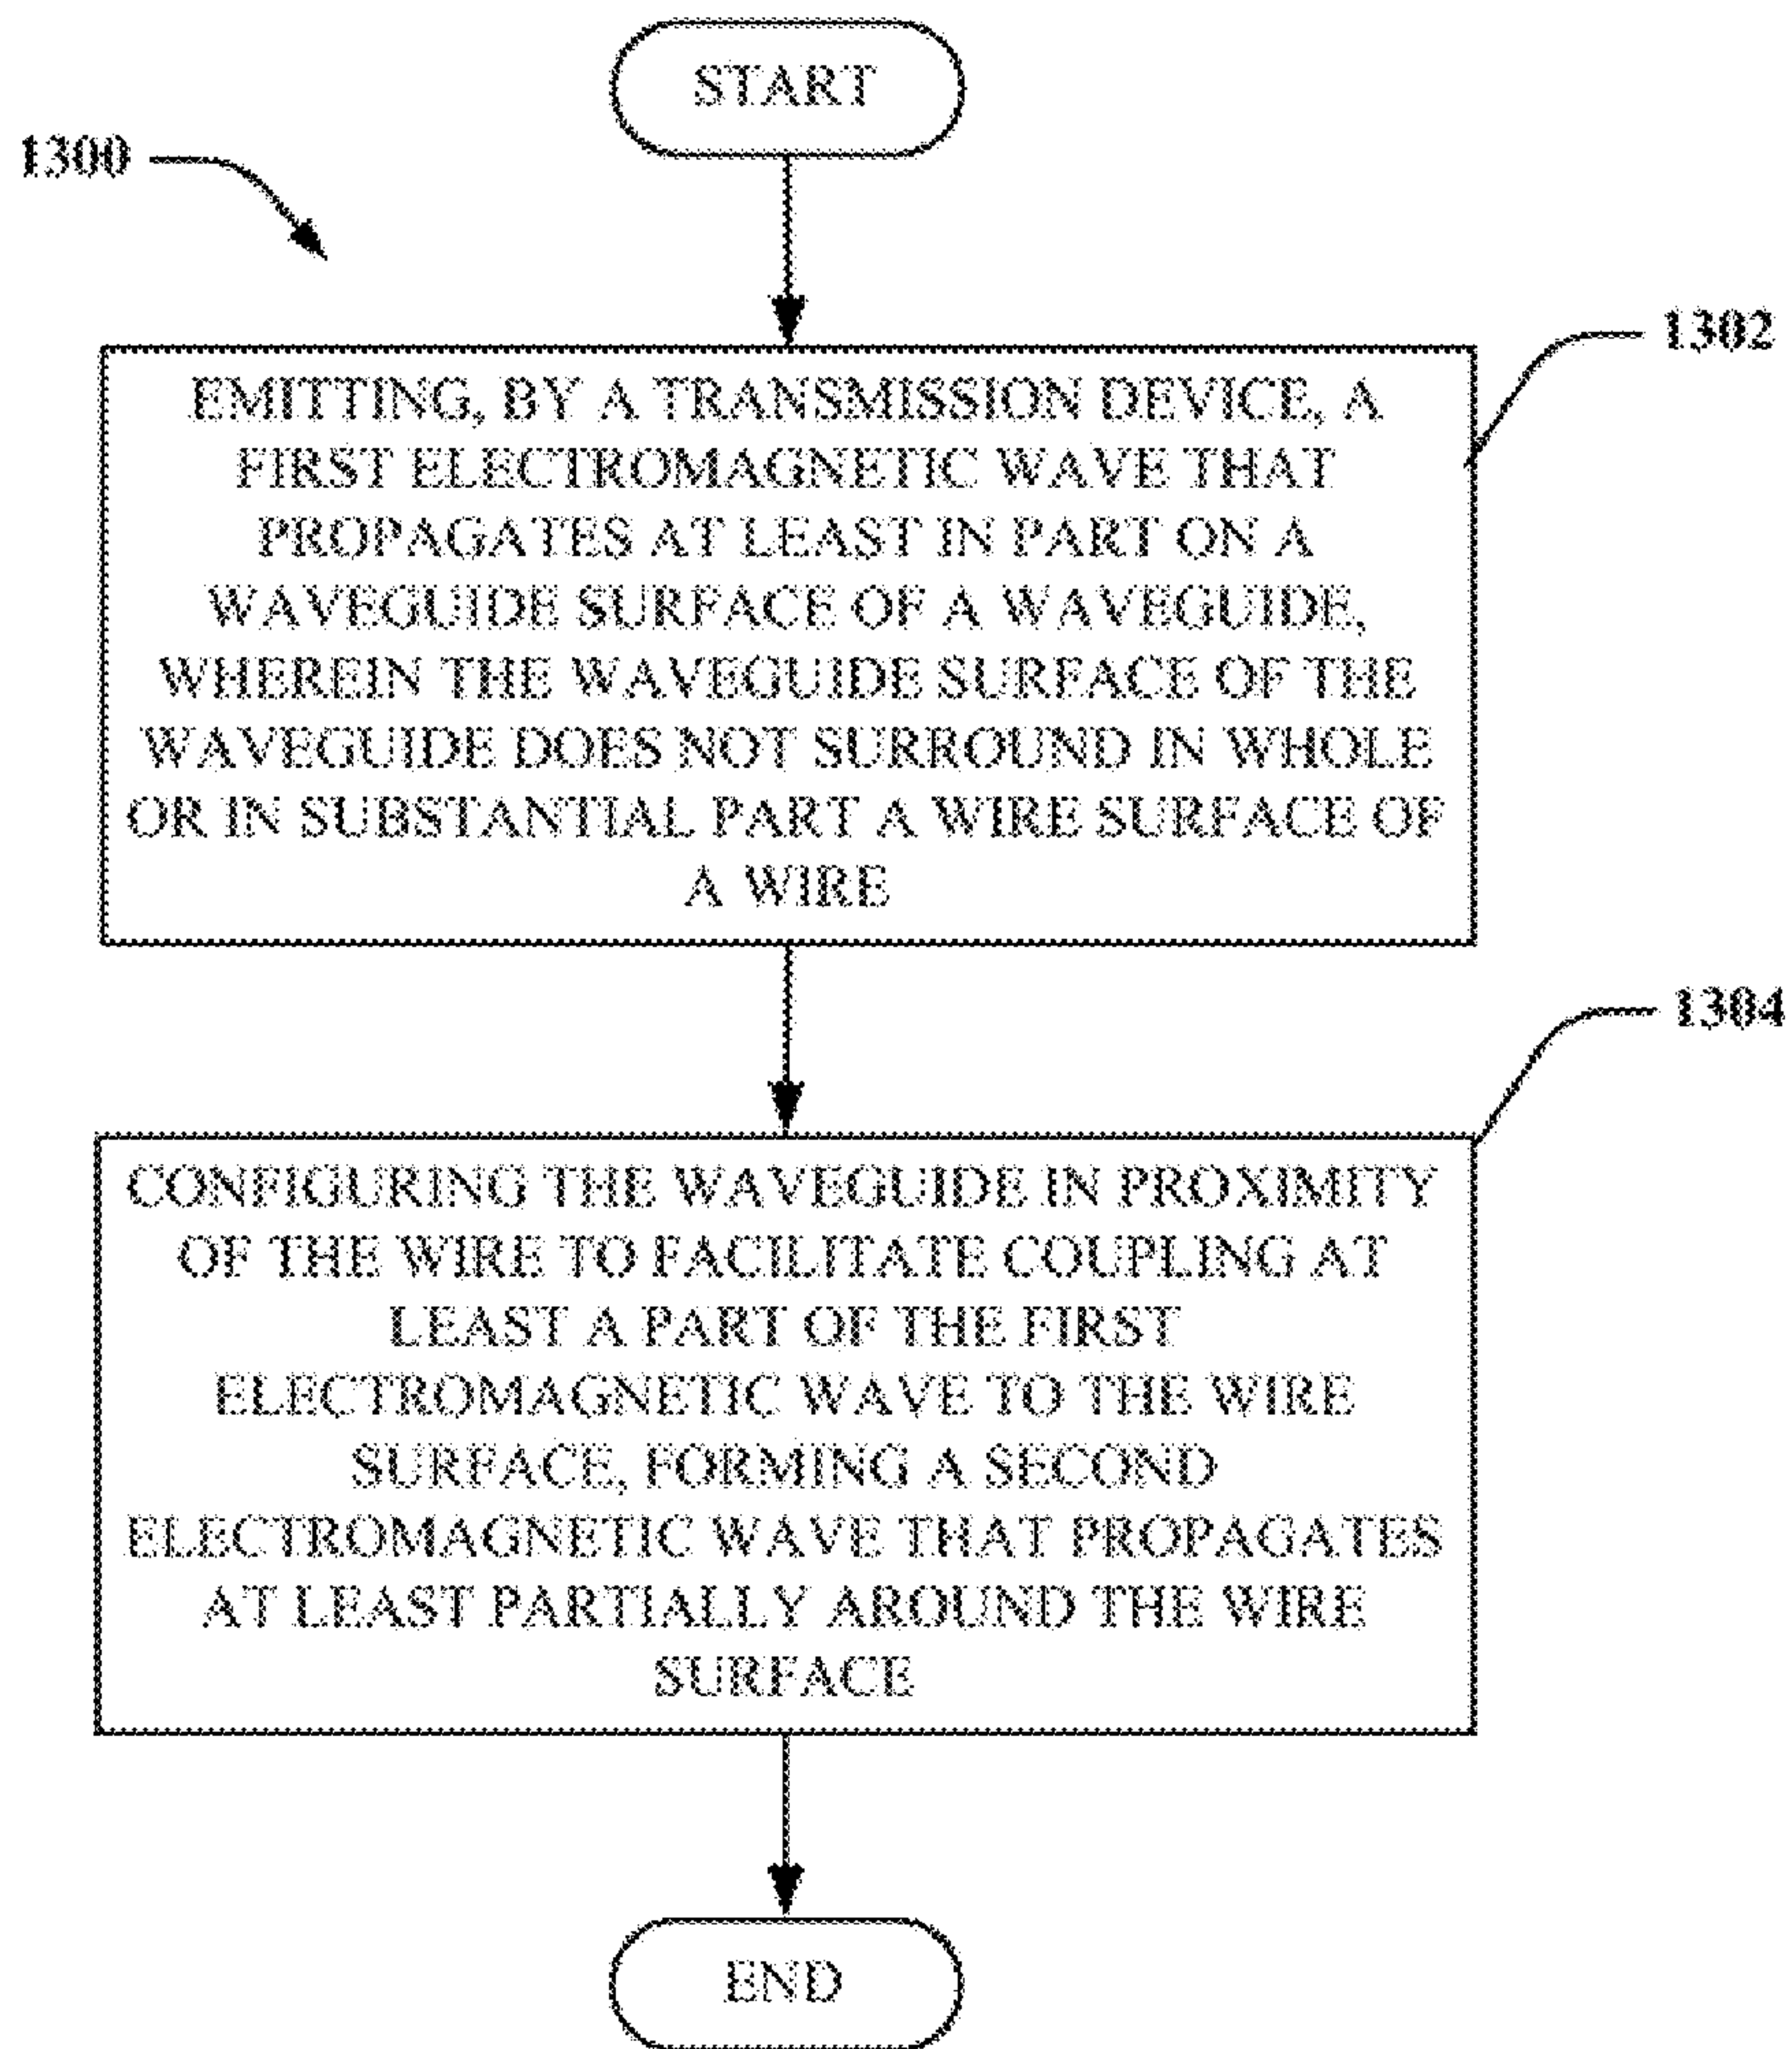 START
1300
1302
EMITTING, BY A TRANSMISSION DEVICE, A
FIRST ELECTROMAGNETIC WAVE THAT
PROPAGATES AT LEAST IN PART ON A
WAVEGUIDE SURFACE OF A WAVEGUIDE,
WHEREIN THE WAVEGUIDE SURFACE OF THE
WAVEGUIDE DOES NOT SURROUND IN WHOLE
OR IN SUBSTANTIAL PART A WIRE SURFACE OF
A WIRE
1304
CONFIGURING THE WAVEGUIDE IN PROXIMITY
OF THE WIRE TO FACILITATE COUPLING AT
LEAST A PART OF THE FIRST
ELECTROMAGNETIC WAVE TO THE WIRE
SURFACE, FORMING A SECOND
ELECTROMAGNETIC WAVE THAT PROPAGATES
AT LEAST PARTIALLY AROUND THE WIRE
SURFACE
END